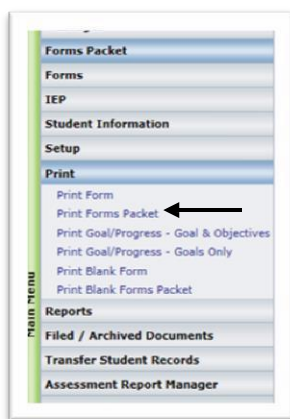 Forms Packet
Forms
IEP
Student Information
Setup
Print
Print Form
Print Forms Packet
Print Goal/Progress - Goal & Objectives
Print Goal/Progress - Goals Only
Print Blank Form
Print Blank Forms Packet
Reports
Filed / Archived Documents
Transfer Student Records
Assessment Report Manager
Main Menu